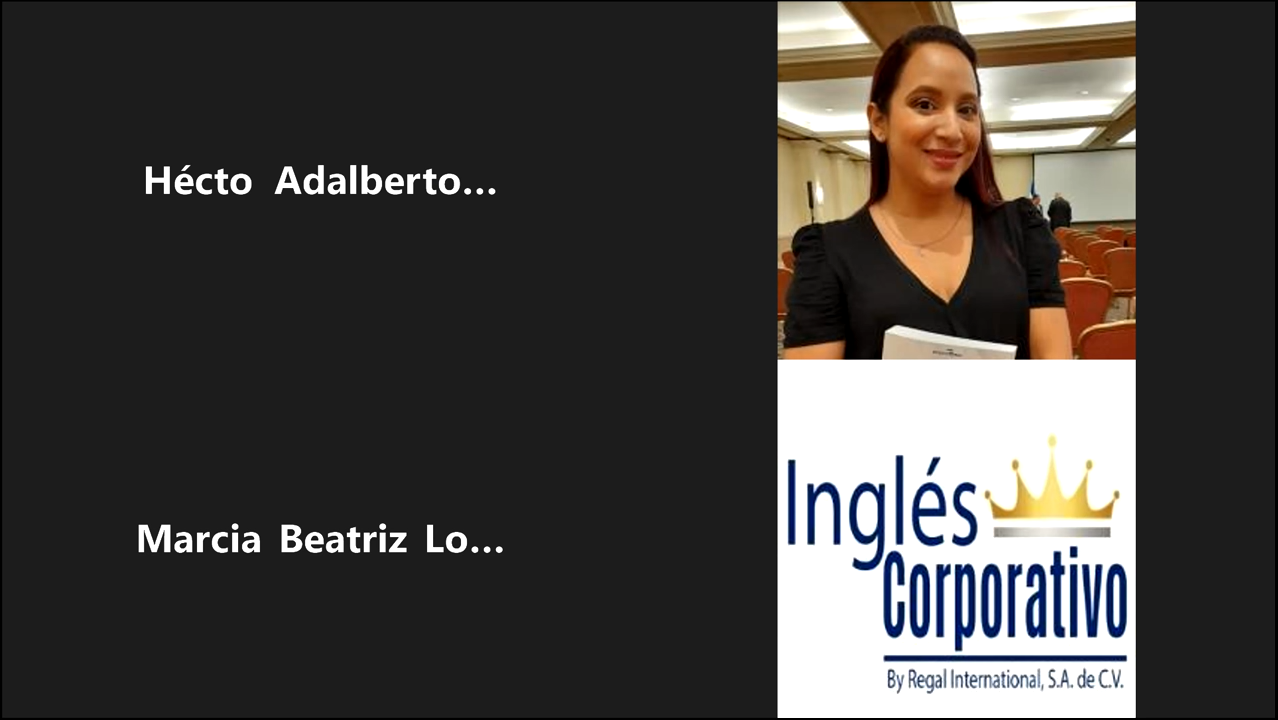 Hécto Adalberto...
Marcia Beatriz Lo...
Inglés
Corporativo
By Regal International, S.A. de C.V.